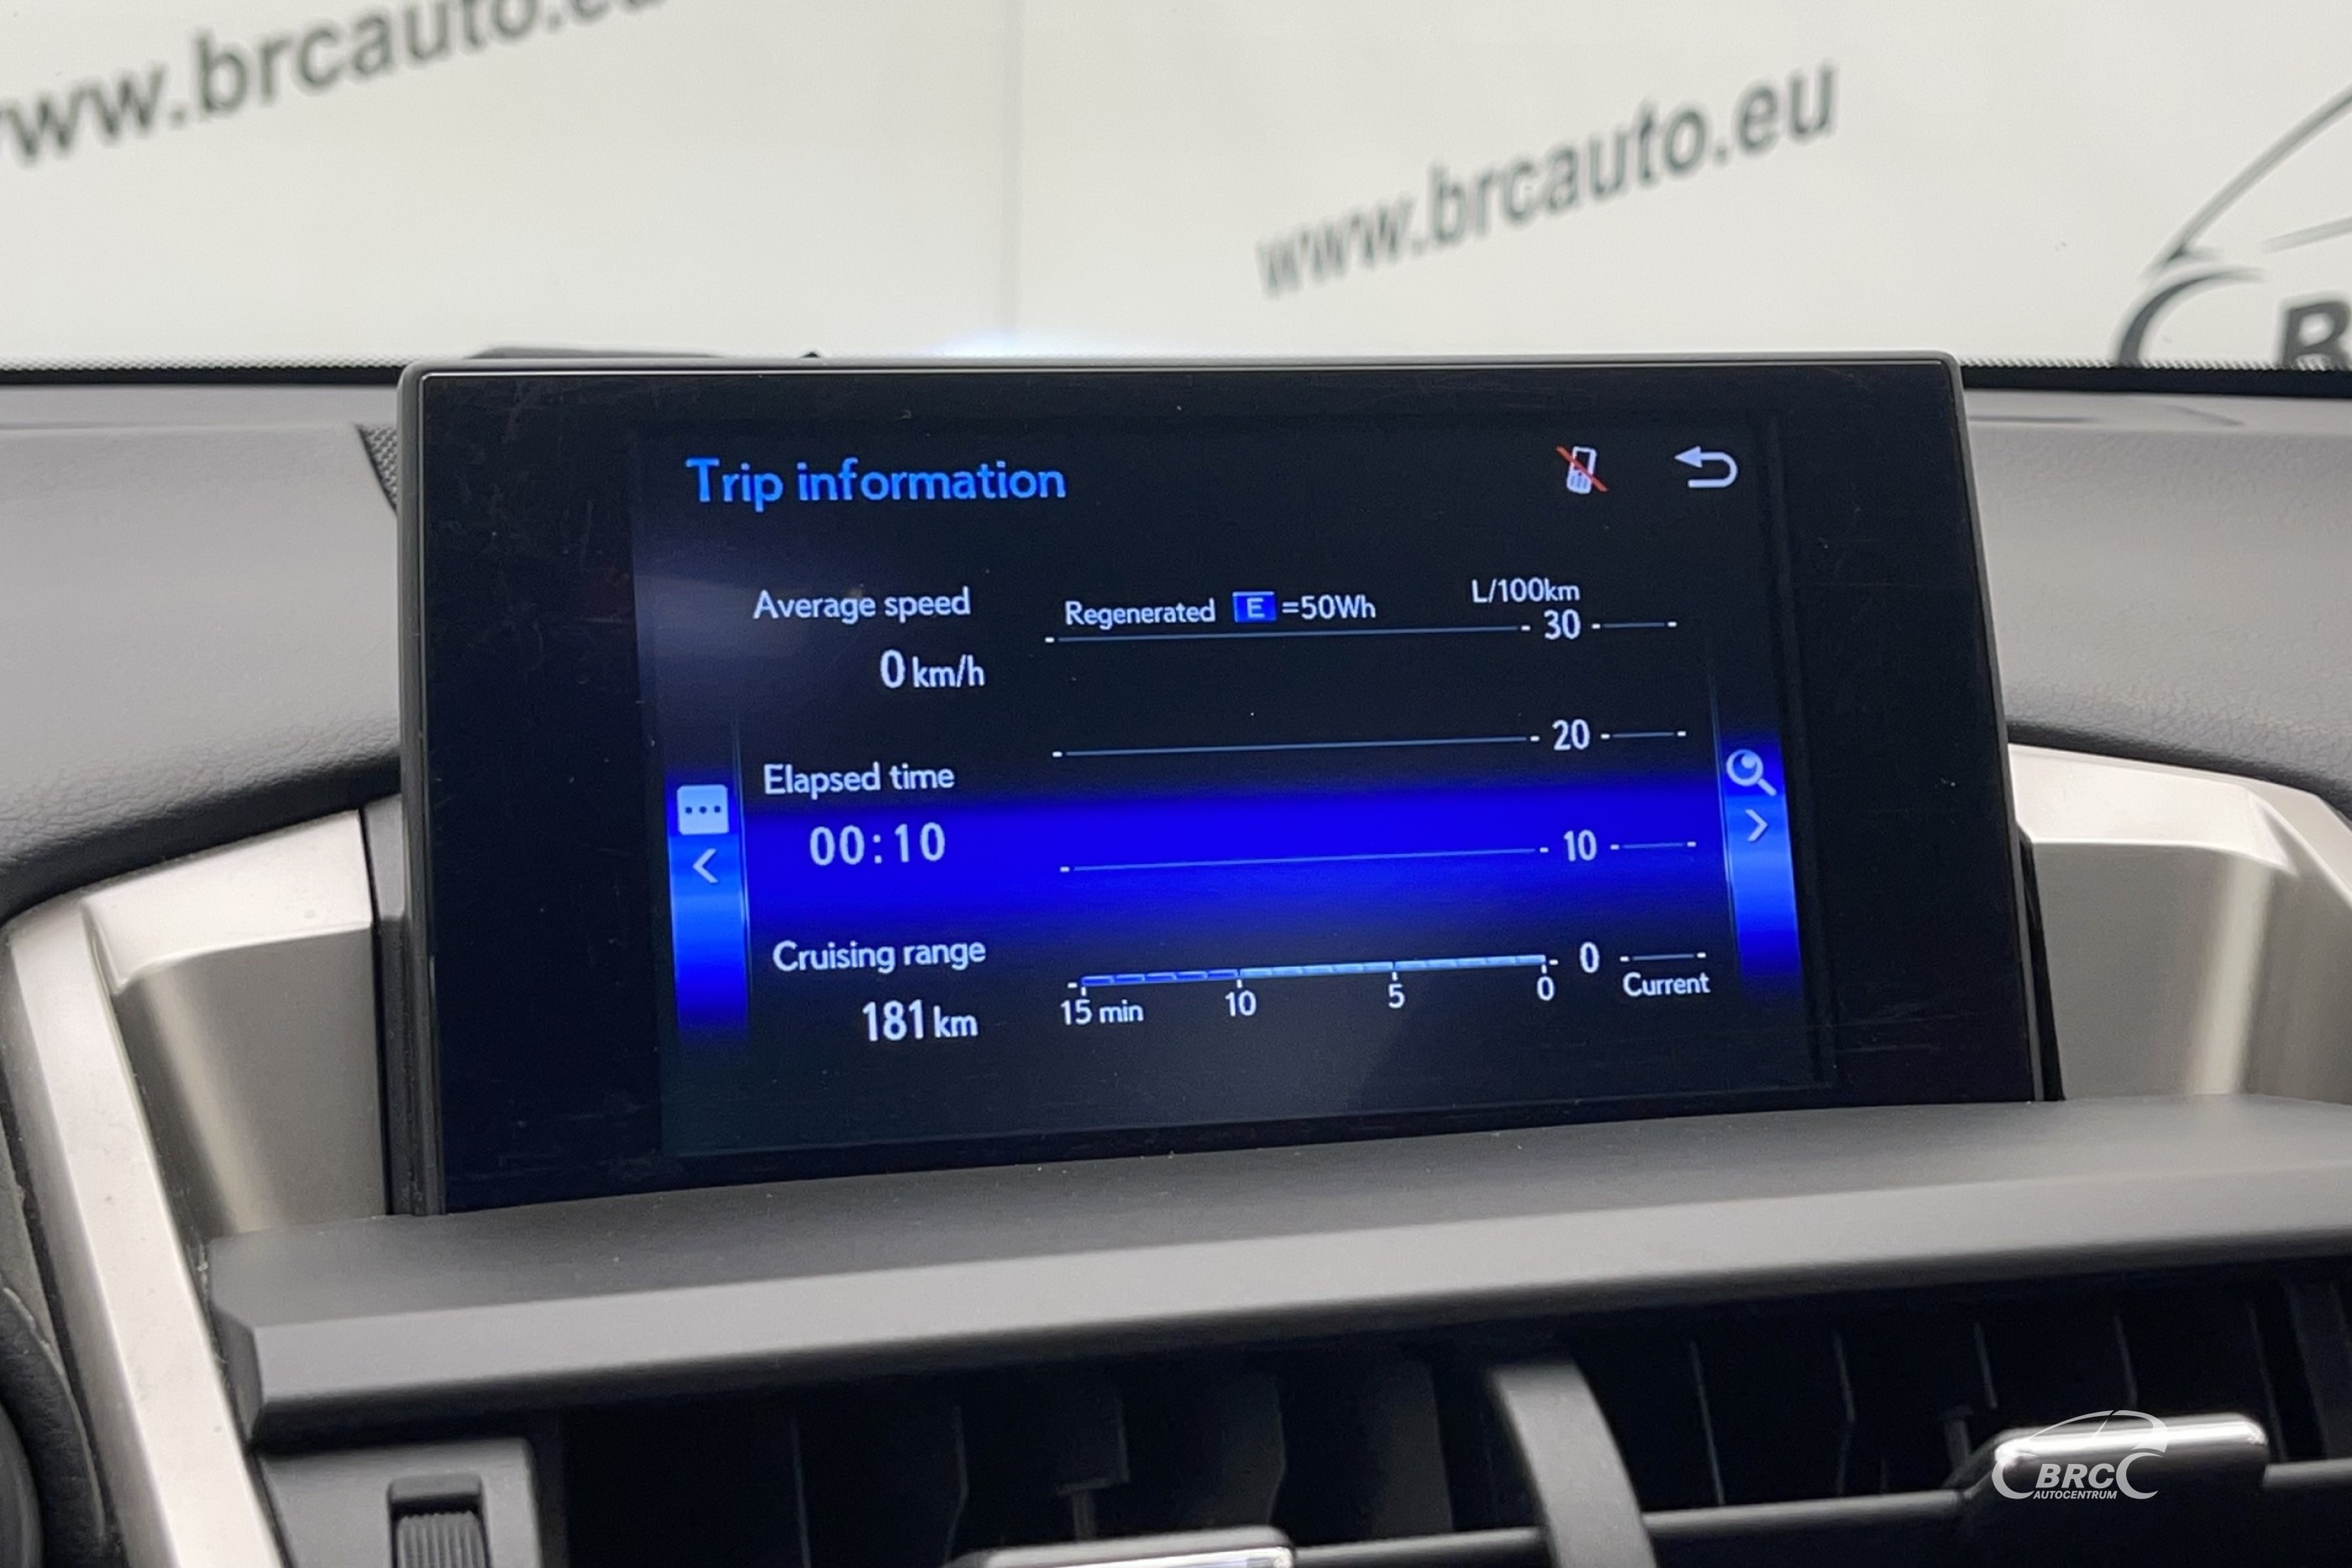 www.brcauto.eu
www.brcauto.eu
B
Trip information
Average speed
0 km/h
Elapsed time
00:10
Cruising range
181 km
Regenerated E =50Wh
L/100km
30
20
10
0
15 min 10 5 0 Current
BRC
AUTOCENTRUM